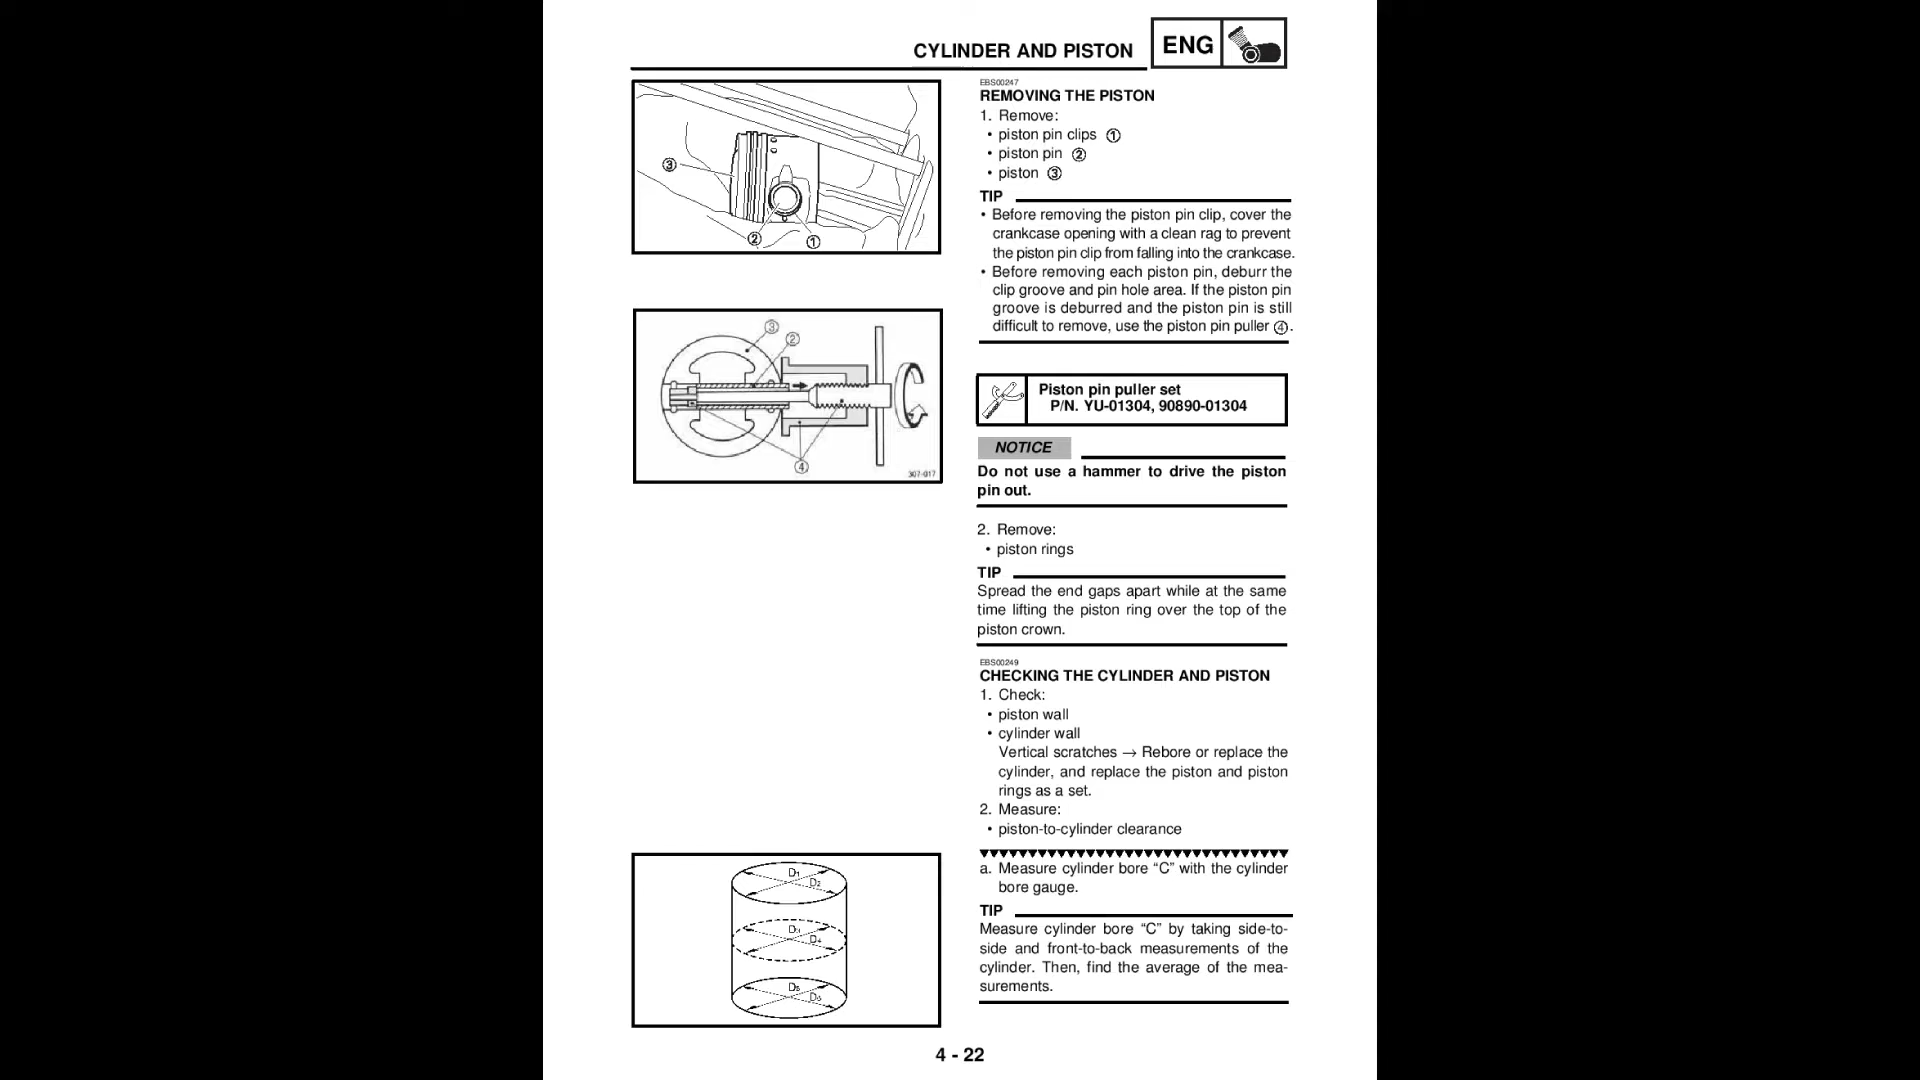 CYLINDER AND PISTON
ENG
EBS00247
REMOVING THE PISTON
1. Remove:
• piston pin clips ①
• piston pin ②
• piston ③
TIP
• Before removing the piston pin clip, cover the
crankcase opening with a clean rag to prevent
the piston pin clip from falling into the crankcase.
• Before removing each piston pin, deburr the
clip groove and pin hole area. If the piston pin
groove is deburred and the piston pin is still
difficult to remove, use the piston pin puller ④.
③
②
①
③
②
④
307-017
Piston pin puller set
P/N. YU-01304, 90890-01304
NOTICE
Do not use a hammer to drive the piston
pin out.
2. Remove:
• piston rings
TIP
Spread the end gaps apart while at the same
time lifting the piston ring over the top of the
piston crown.
EBS00249
CHECKING THE CYLINDER AND PISTON
1. Check:
• piston wall
• cylinder wall
Vertical scratches → Rebore or replace the
cylinder, and replace the piston and piston
rings as a set.
2. Measure:
• piston-to-cylinder clearance
a. Measure cylinder bore “C” with the cylinder
bore gauge.
TIP
Measure cylinder bore “C” by taking side-to-
side and front-to-back measurements of the
cylinder. Then, find the average of the mea-
surements.
D1
D2
D3
D4
D5
D6
4 - 22